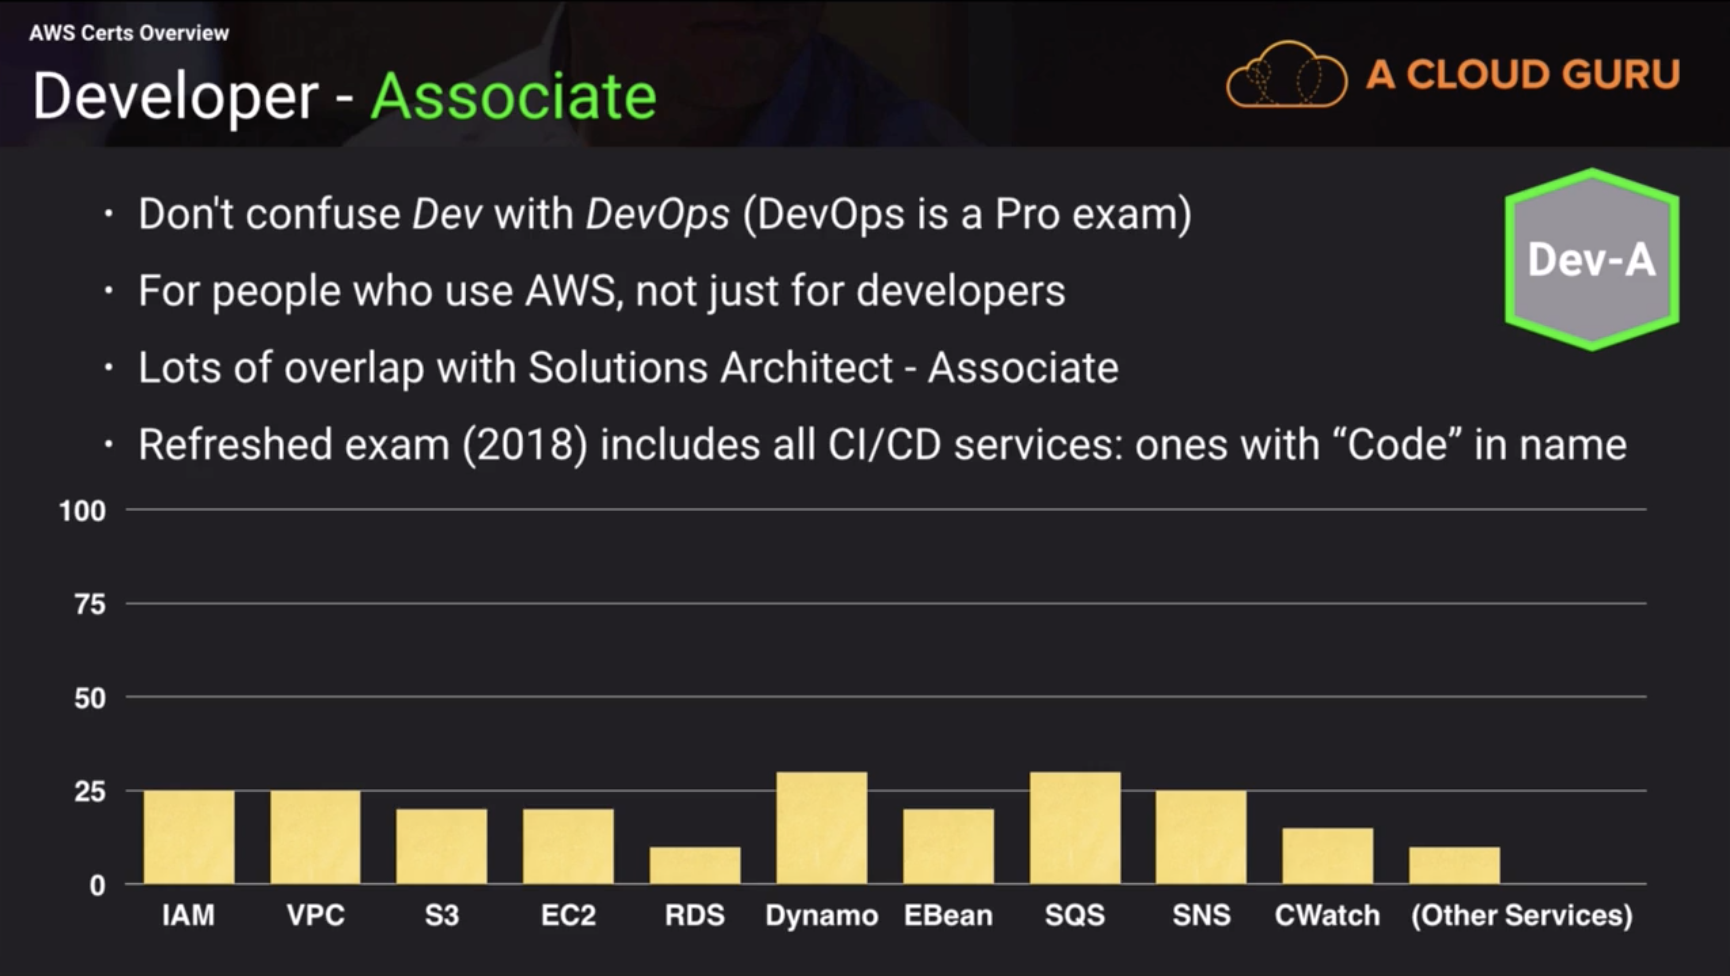 AWS Certs Overview
Developer - Associate
A CLOUD GURU
Dev-A
· Don't confuse Dev with DevOps (DevOps is a Pro exam)
· For people who use AWS, not just for developers
· Lots of overlap with Solutions Architect - Associate
· Refreshed exam (2018) includes all CI/CD services: ones with “Code” in name
100
75
50
25
0
IAM VPC S3 EC2 RDS Dynamo EBean SQS SNS CWatch (Other Services)